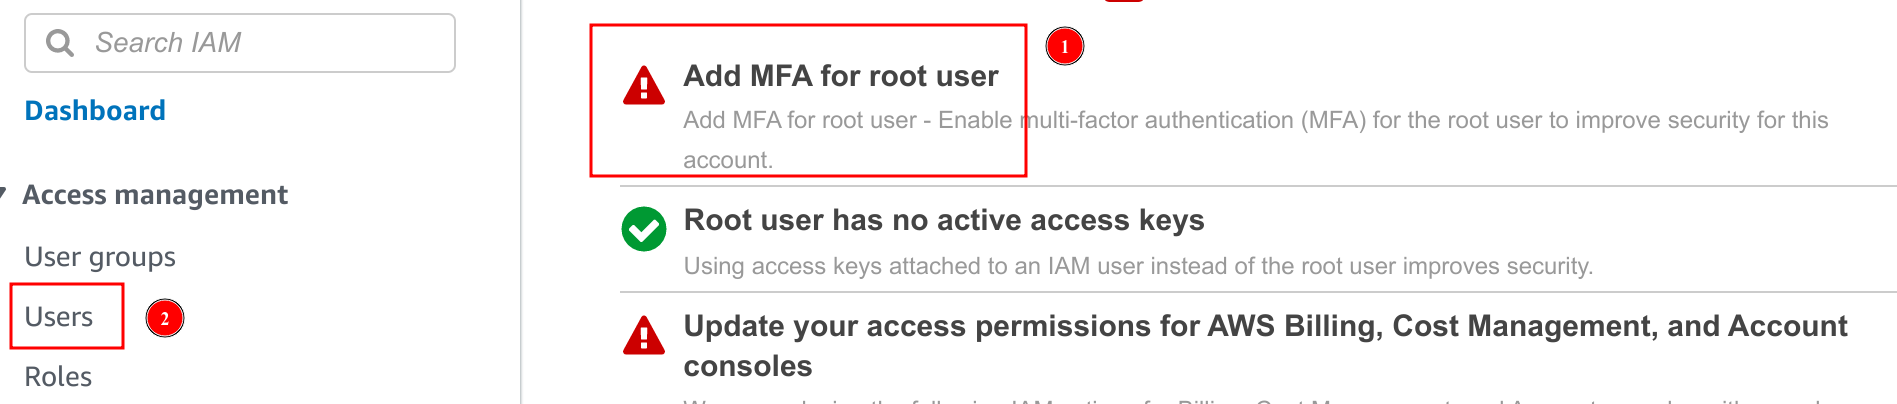 Search IAM
Dashboard
Access management
User groups
Users
2
Roles
1
Add MFA for root user
Add MFA for root user - Enable multi-factor authentication (MFA) for the root user to improve security for this
account.
Root user has no active access keys
Using access keys attached to an IAM user instead of the root user improves security.
Update your access permissions for AWS Billing, Cost Management, and Account
consoles